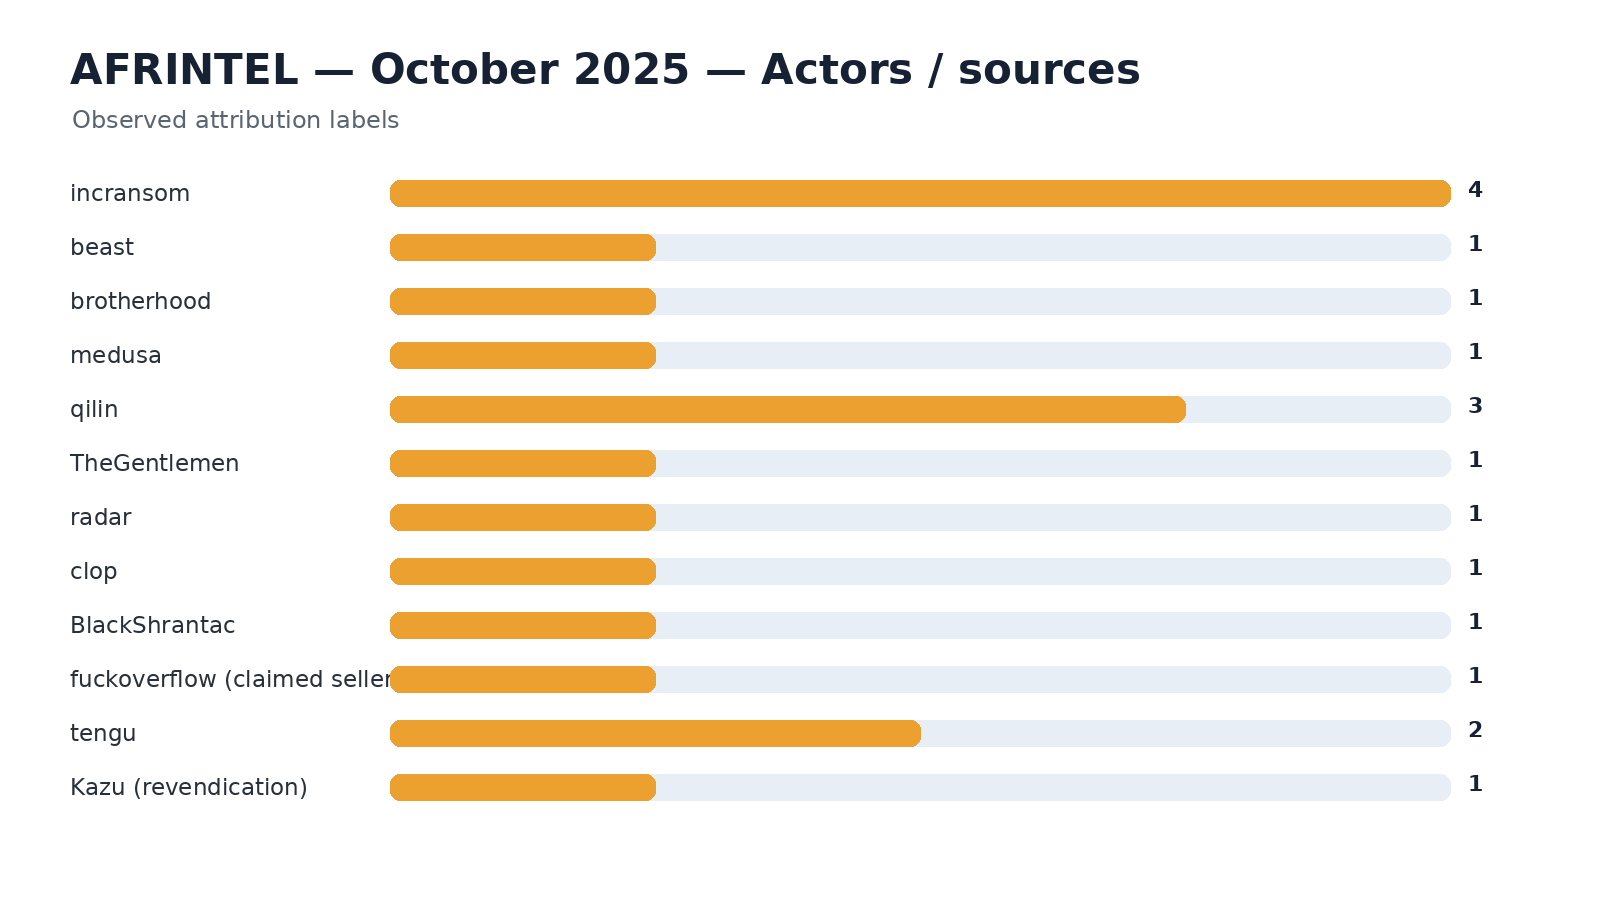 AFRINTEL — October 2025 — Actors / sources
Observed attribution labels
incransom 4
beast 1
brotherhood 1
medusa 1
qilin 3
TheGentlemen 1
radar 1
clop 1
BlackShrantac 1
fuckoverflow (claimed seller 1
tengu 2
Kazu (revendication) 1